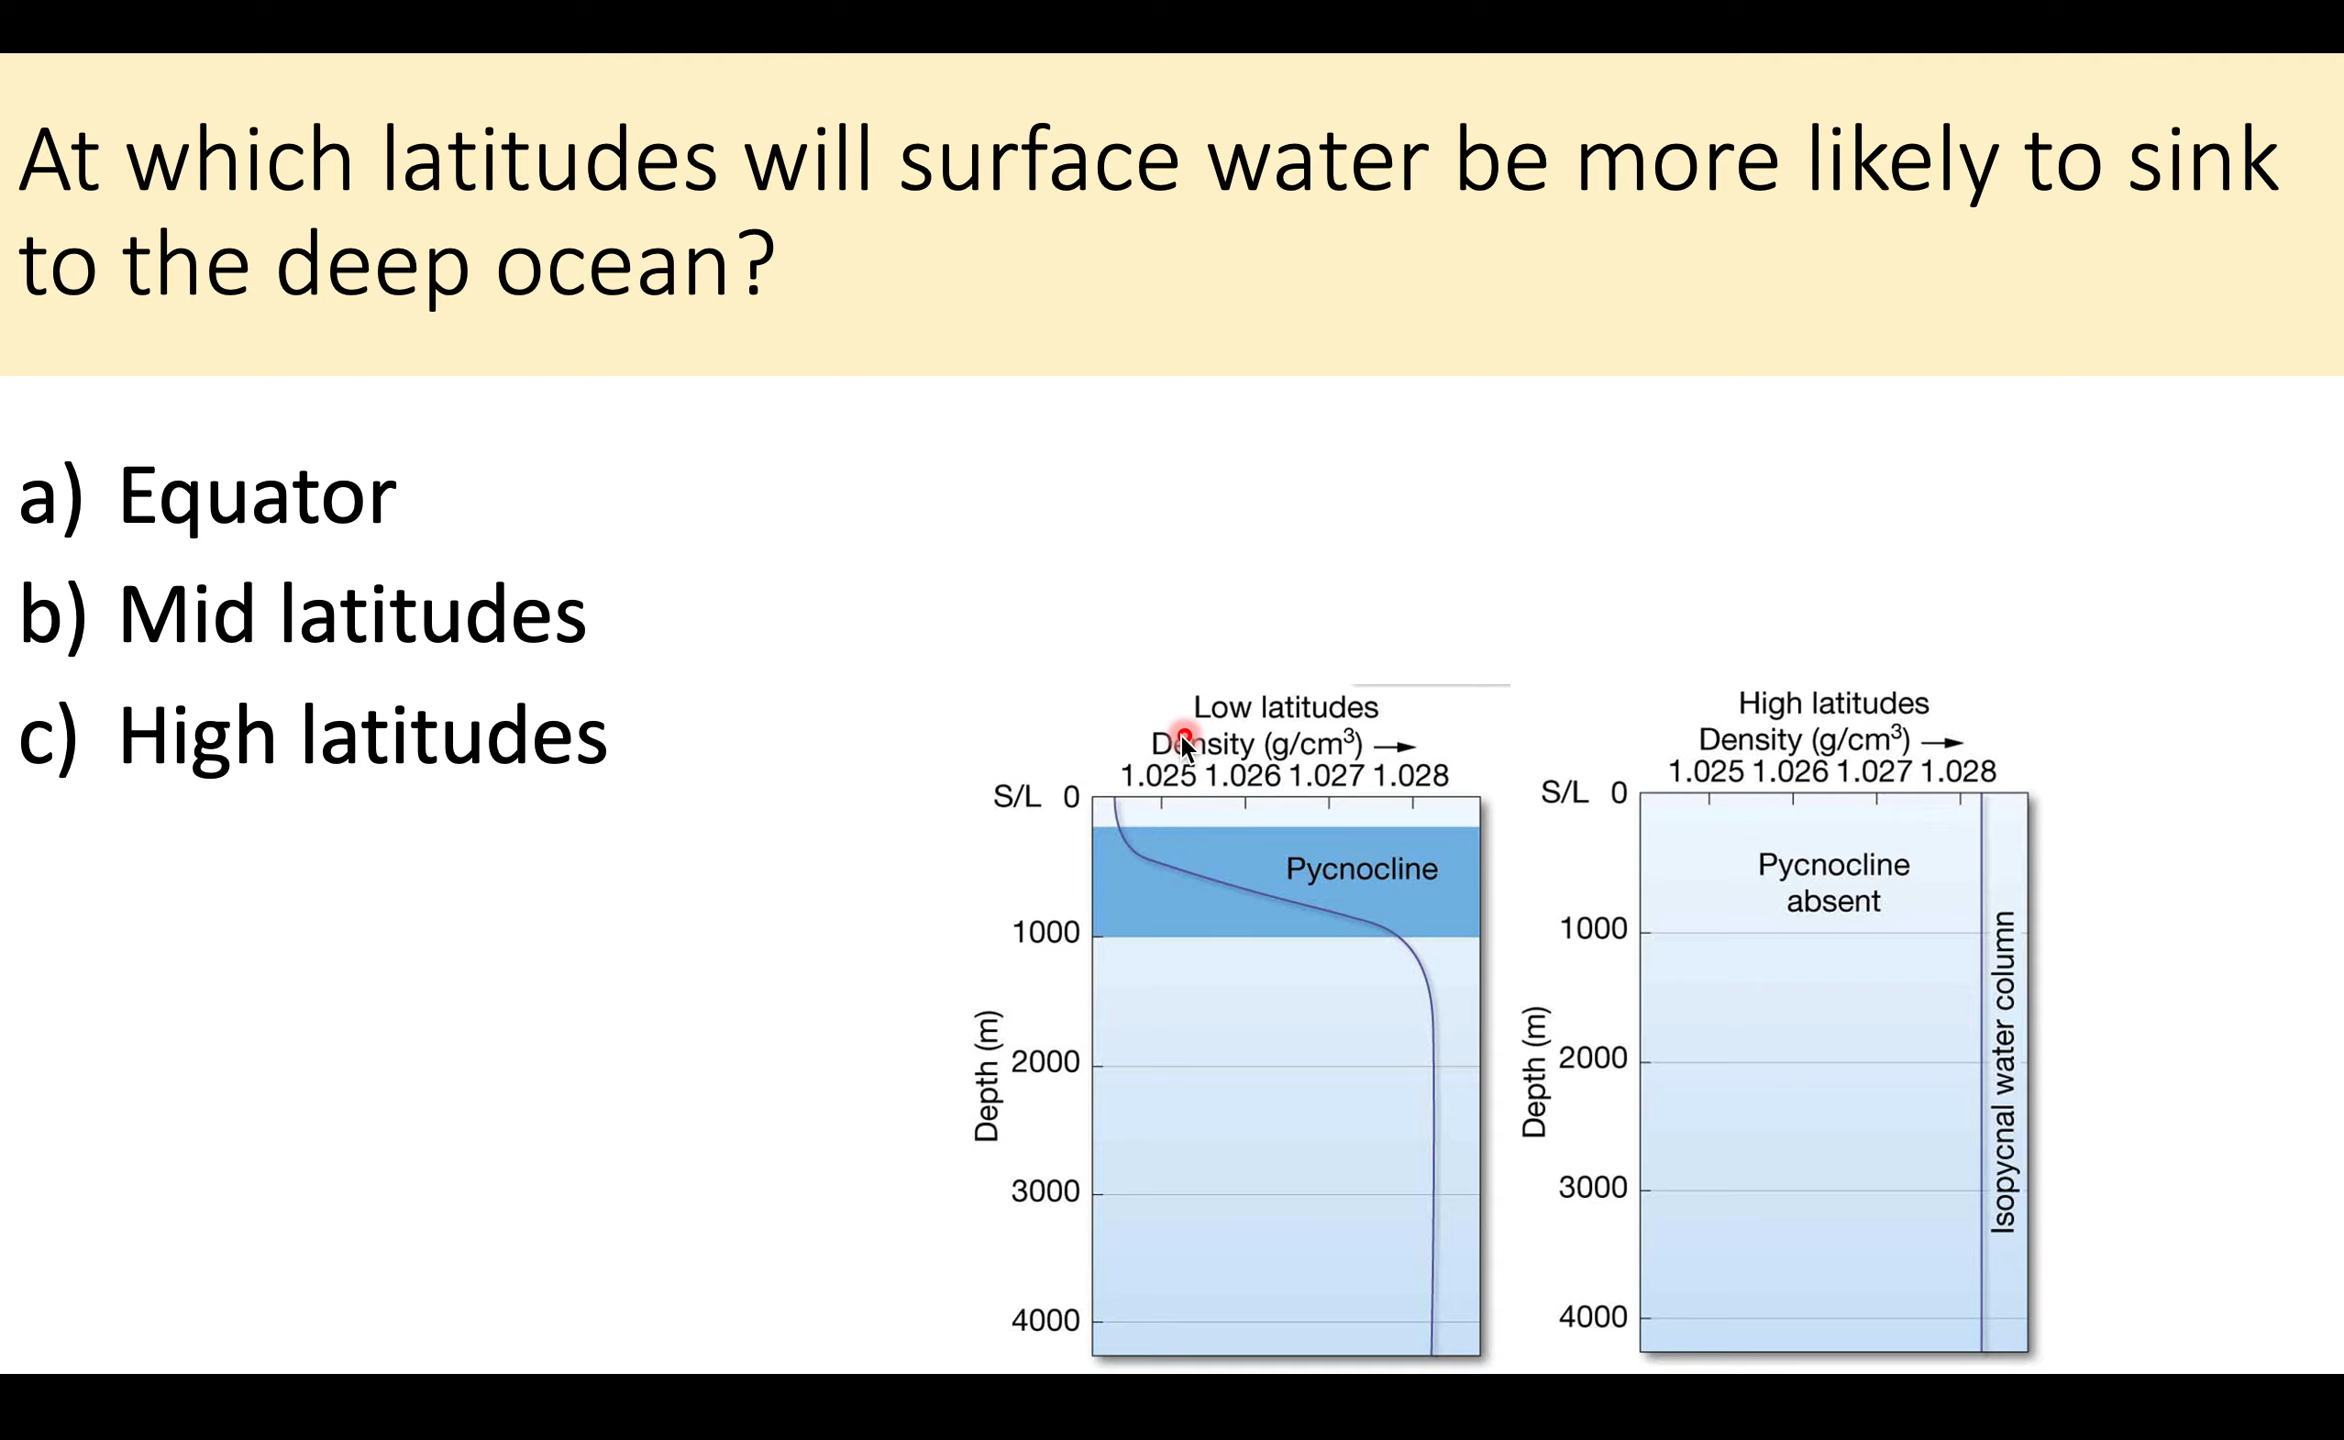 At which latitudes will surface water be more likely to sink
to the deep ocean?
a) Equator
b) Mid latitudes
c) High latitudes
Low latitudes
Density (g/cm³) →
1.025 1.026 1.027 1.028
S/L 0
Pycnocline
1000
2000
3000
4000
Depth (m)
High latitudes
Density (g/cm³) →
1.025 1.026 1.027 1.028
S/L 0
Pycnocline
absent
1000
2000
3000
4000
Depth (m)
Isopycnal water column